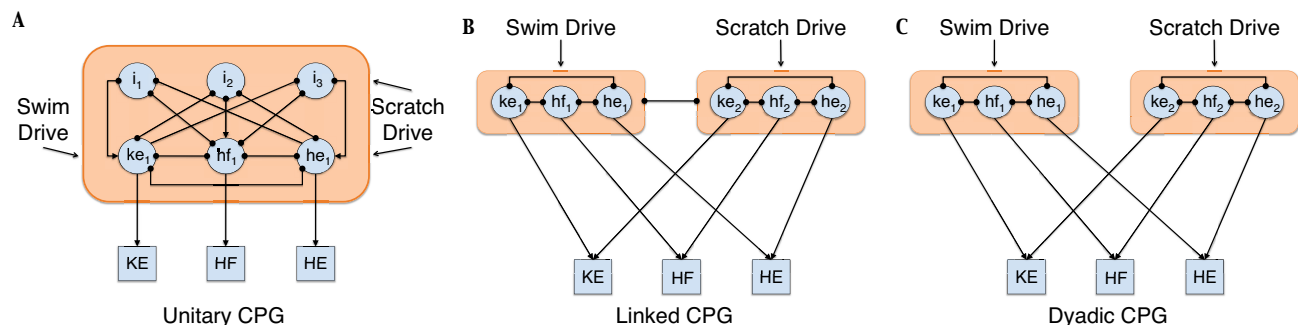 A
i1 i2 i3
Swim
Drive
Scratch
Drive
ke1 hf1 he1
KE HF HE
Unitary CPG
B
Swim Drive Scratch Drive
ke1 hf1 he1 ke2 hf2 he2
KE HF HE
Linked CPG
C
Swim Drive Scratch Drive
ke1 hf1 he1 ke2 hf2 he2
KE HF HE
Dyadic CPG